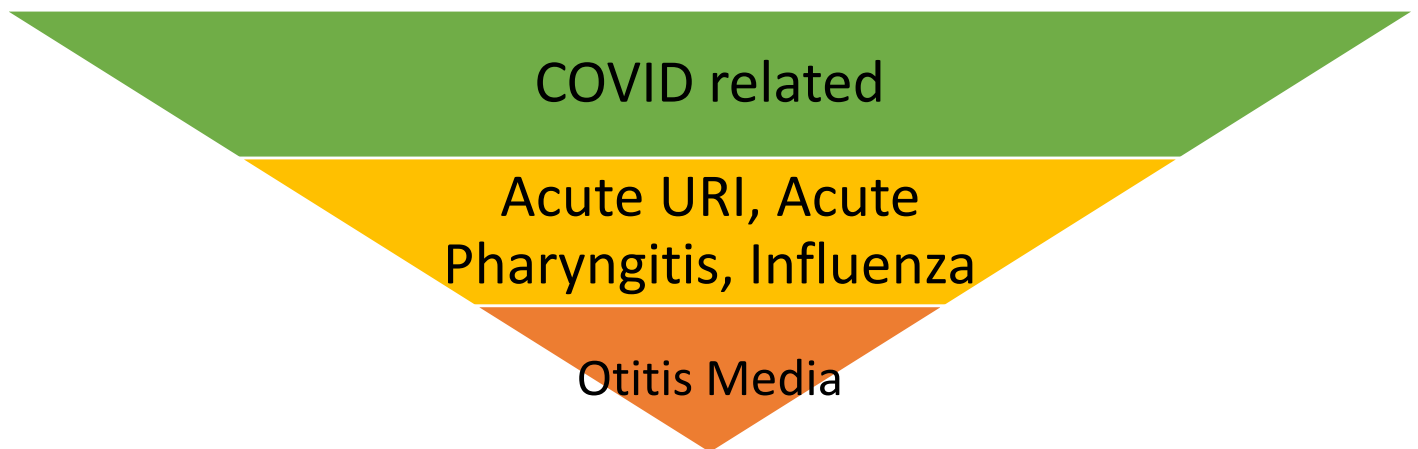 COVID related
Acute URI, Acute
Pharyngitis, Influenza
Otitis Media